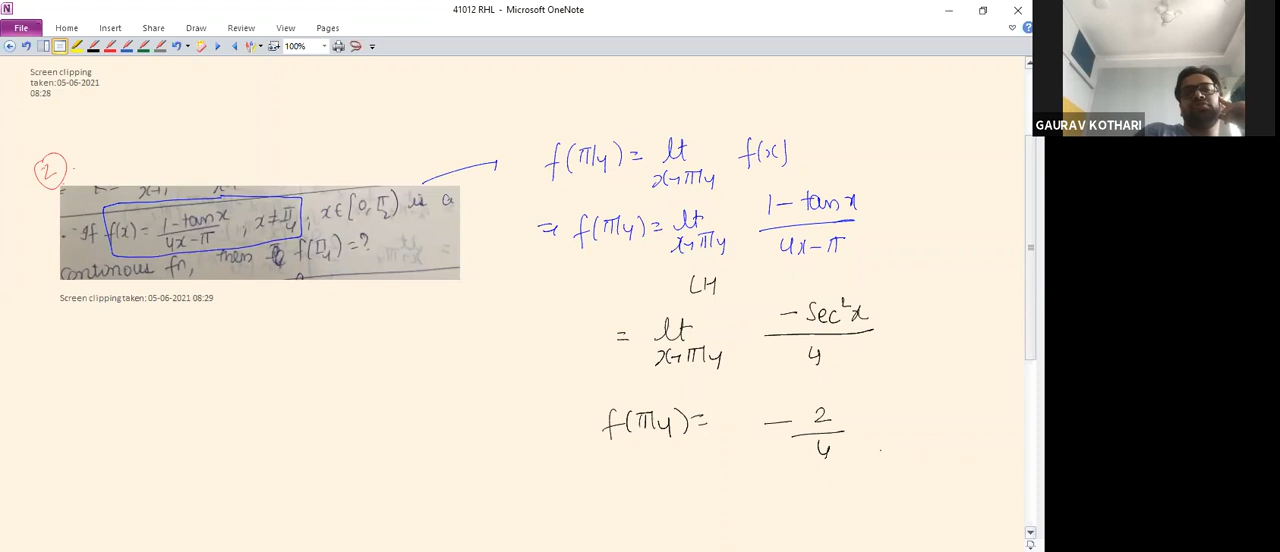 41012 RHL - Microsoft OneNote
File Home Insert Share Draw Review View Pages
100%
Screen clipping
taken:05-06-2021
08:28
GAURAV KOTHARI
2
If f(x) = (1-tanx)/(4x-π), x≠π/4, x∈[0,π/2) is a
continous fn, then f(π/4)=?
Screen clipping taken: 05-06-2021 08:29
f(π/4) = lt x→π/4 f(x)
⇒ f(π/4) = lt x→π/4 (1-tanx)/(4x-π)
LH
= lt x→π/4 (-Sec²x)/4
f(π/4) = -2/4